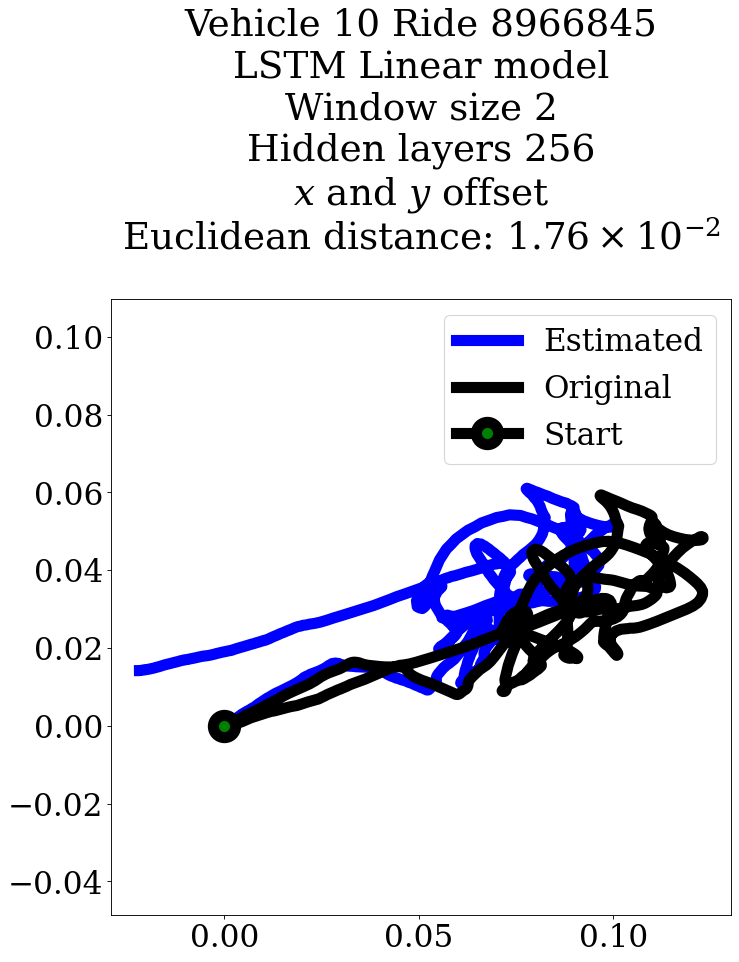 Vehicle 10 Ride 8966845
LSTM Linear model
Window size 2
Hidden layers 256
x and y offset
Euclidean distance: 1.76 × 10⁻²
Estimated
Original
Start
0.10
0.08
0.06
0.04
0.02
0.00
−0.02
−0.04
0.00 0.05 0.10